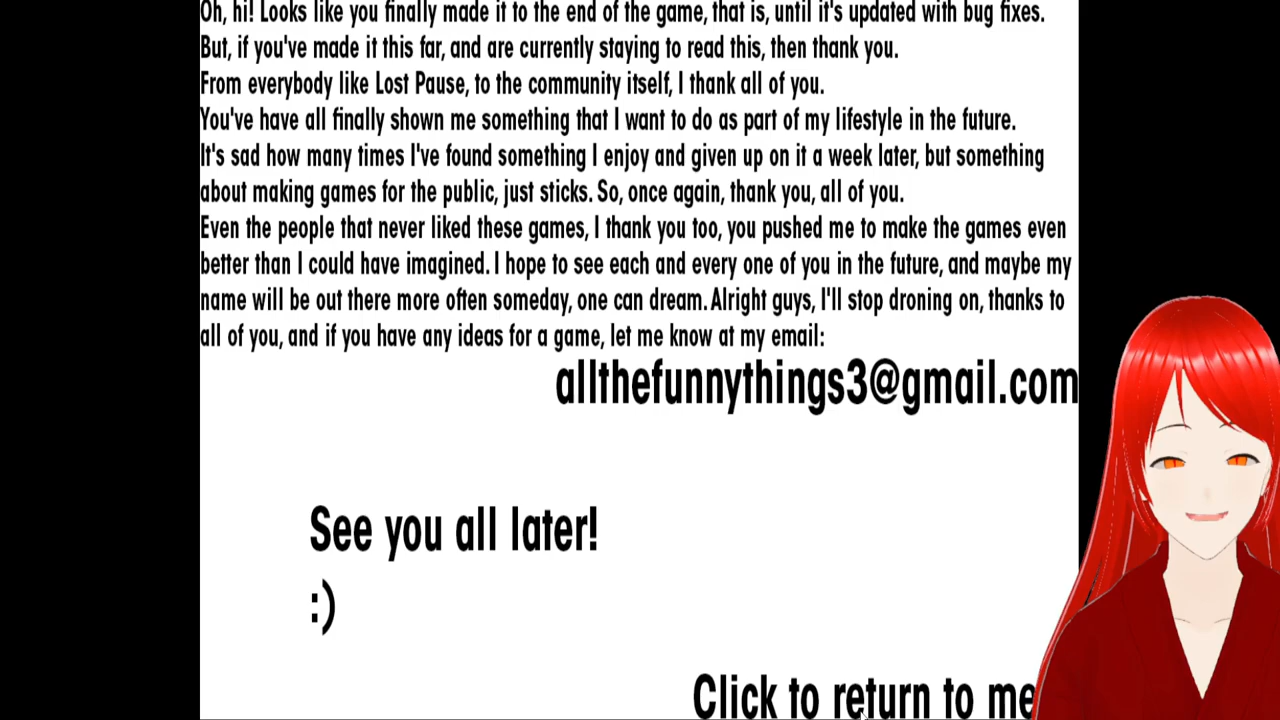 Oh, hi! Looks like you finally made it to the end of the game, that is, until it's updated with bug fixes.
But, if you've made it this far, and are currently staying to read this, then thank you.
From everybody like Lost Pause, to the community itself, I thank all of you.
You've have all finally shown me something that I want to do as part of my lifestyle in the future.
It's sad how many times I've found something I enjoy and given up on it a week later, but something
about making games for the public, just sticks. So, once again, thank you, all of you.
Even the people that never liked these games, I thank you too, you pushed me to make the games even
better than I could have imagined. I hope to see each and every one of you in the future, and maybe my
name will be out there more often someday, one can dream. Alright guys, I'll stop droning on, thanks to
all of you, and if you have any ideas for a game, let me know at my email:
allthefunnythings3@gmail.com
See you all later!
:)
Click to return to me